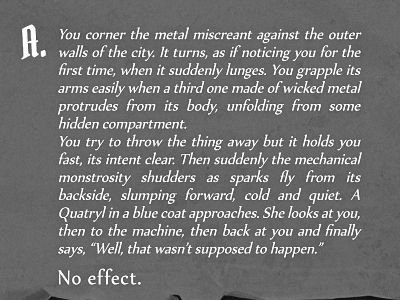 A. You corner the metal miscreant against the outer
walls of the city. It turns, as if noticing you for the
first time, when it suddenly lunges. You grapple its
arms easily when a third one made of wicked metal
protrudes from its body, unfolding from some
hidden compartment.
You try to throw the thing away but it holds you
fast, its intent clear. Then suddenly the mechanical
monstrosity shudders as sparks fly from its
backside, slumping forward, cold and quiet. A
Quatryl in a blue coat approaches. She looks at you,
then to the machine, then back at you and finally
says, “Well, that wasn’t supposed to happen.”
No effect.